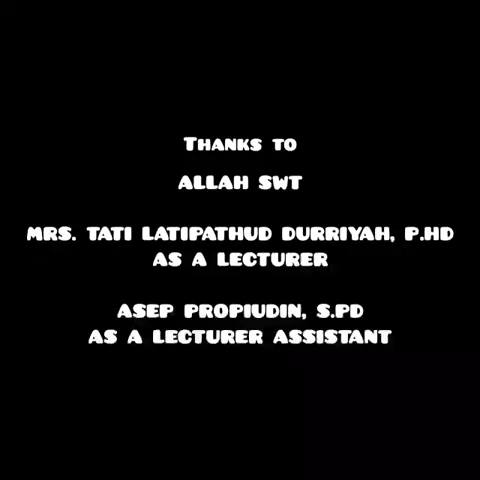 Thanks to
ALLAH SWT
MRS. TATI LATIPATHUD DURRIYAH, P.HD
AS A LECTURER
ASEP PROPIUDIN, S.PD
AS A LECTURER ASSISTANT